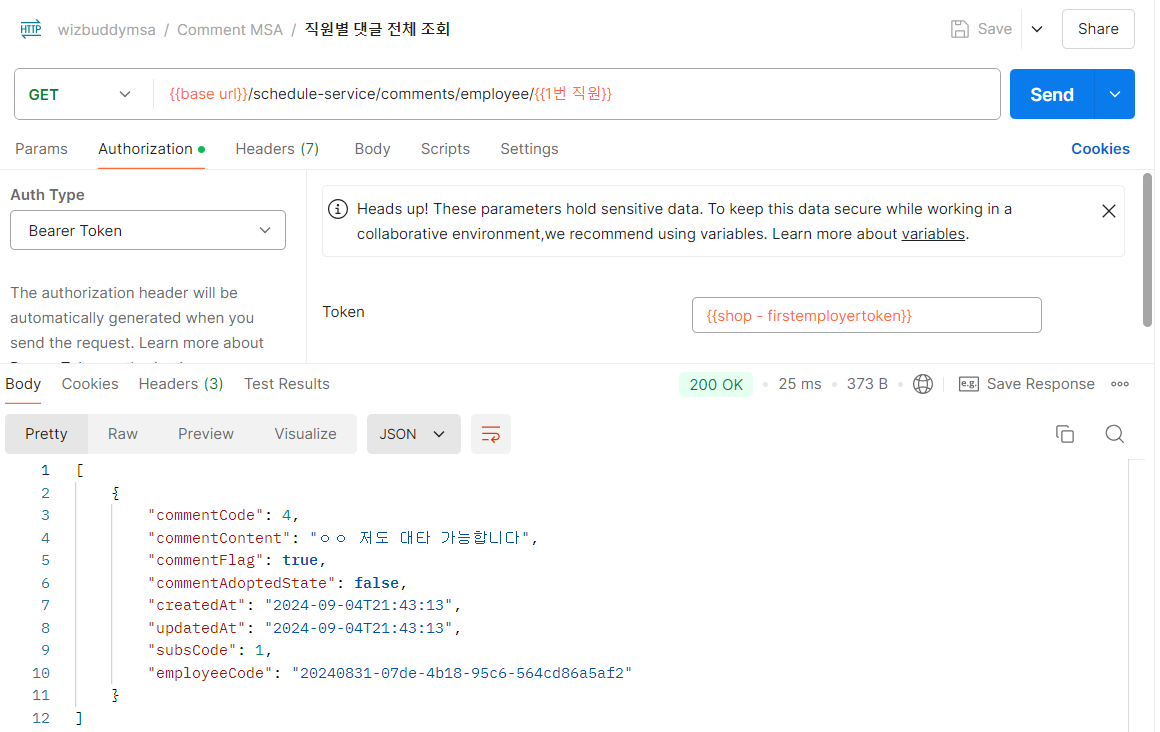 HTTP wizbuddymsa / Comment MSA / 직원별 댓글 전체 조회 Save Share
GET {{base url}}/schedule-service/comments/employee/{{1번 직원}} Send
Params Authorization Headers (7) Body Scripts Settings Cookies
Auth Type
Bearer Token
The authorization header will be
automatically generated when you
send the request. Learn more about
Heads up! These parameters hold sensitive data. To keep this data secure while working in a
collaborative environment,we recommend using variables. Learn more about variables.
Token {{shop - firstemployertoken}}
Body Cookies Headers (3) Test Results 200 OK 25 ms 373 B e.g. Save Response
Pretty Raw Preview Visualize JSON
1 [
2 {
3 "commentCode": 4,
4 "commentContent": "ㅇㅇ 저도 대타 가능합니다",
5 "commentFlag": true,
6 "commentAdoptedState": false,
7 "createdAt": "2024-09-04T21:43:13",
8 "updatedAt": "2024-09-04T21:43:13",
9 "subsCode": 1,
10 "employeeCode": "20240831-07de-4b18-95c6-564cd86a5af2"
11 }
12 ]